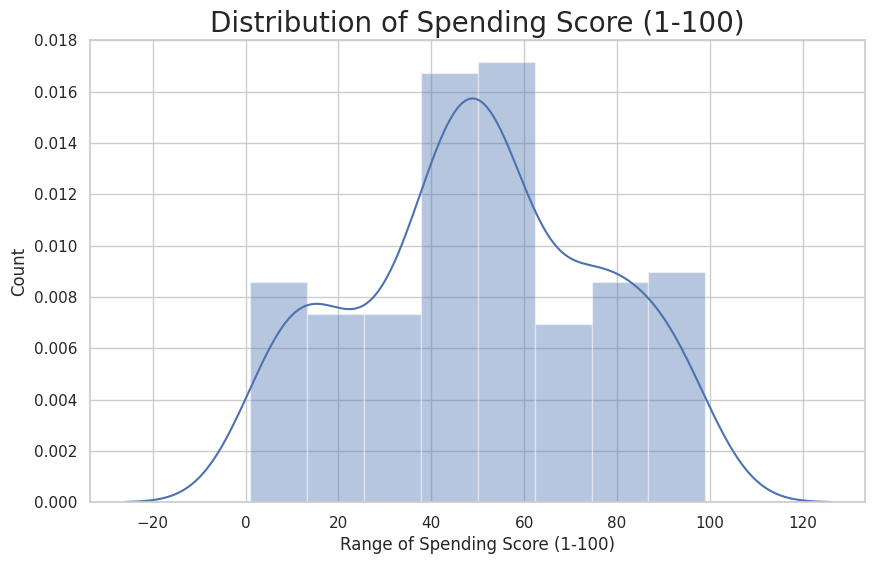 Distribution of Spending Score (1-100)
0.018
0.016
0.014
0.012
0.010
0.008
0.006
0.004
0.002
0.000
Count
−20 0 20 40 60 80 100 120
Range of Spending Score (1-100)